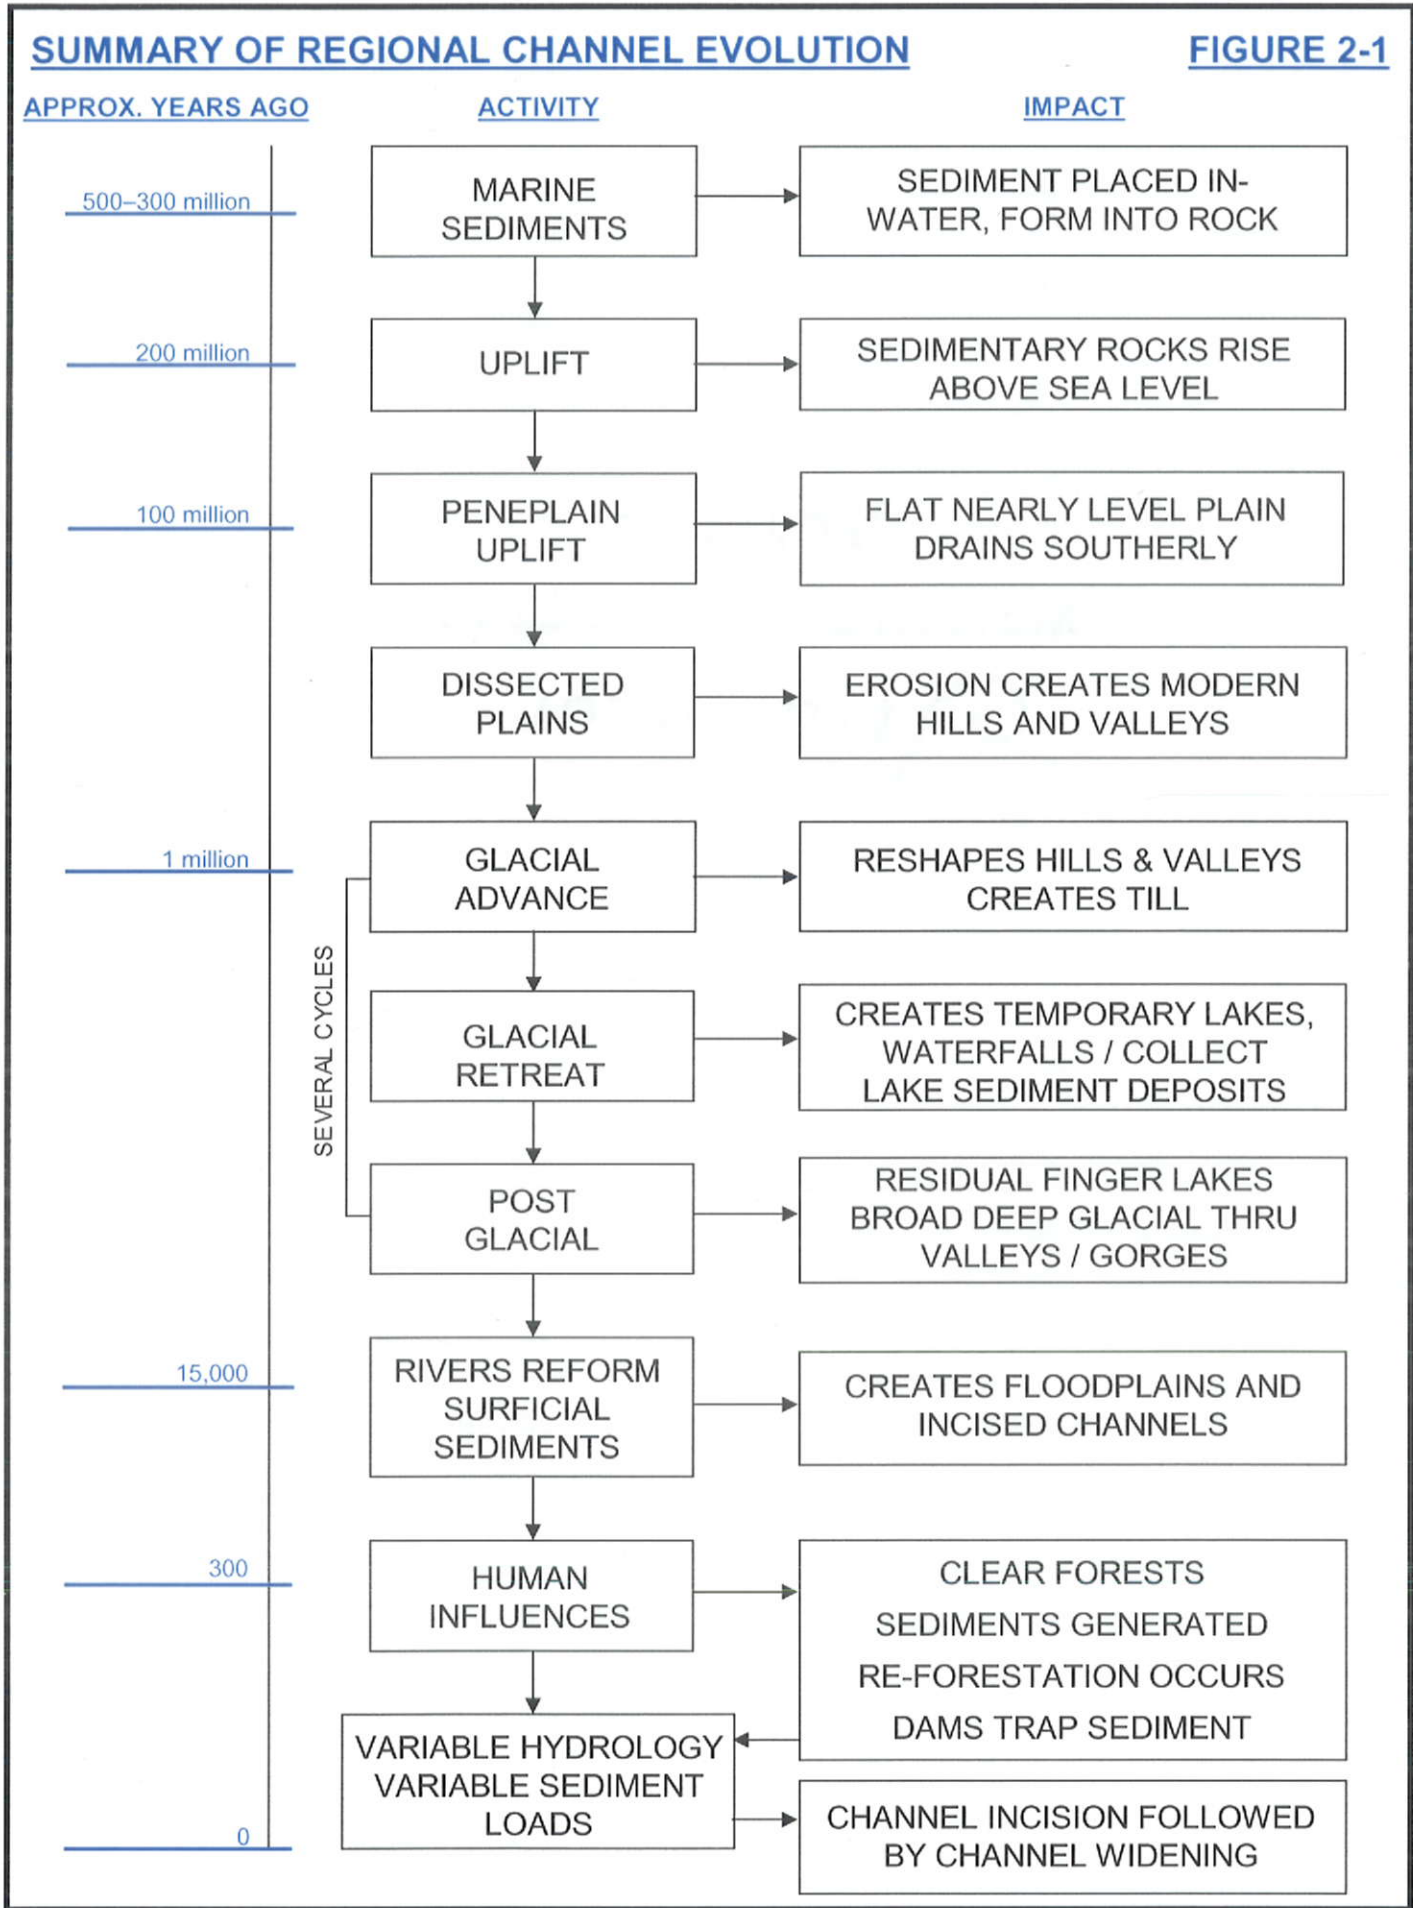 SUMMARY OF REGIONAL CHANNEL EVOLUTION
FIGURE 2-1
APPROX. YEARS AGO
ACTIVITY
IMPACT
500–300 million
MARINE
SEDIMENTS
SEDIMENT PLACED IN-
WATER, FORM INTO ROCK
200 million
UPLIFT
SEDIMENTARY ROCKS RISE
ABOVE SEA LEVEL
100 million
PENEPLAIN
UPLIFT
FLAT NEARLY LEVEL PLAIN
DRAINS SOUTHERLY
DISSECTED
PLAINS
EROSION CREATES MODERN
HILLS AND VALLEYS
1 million
GLACIAL
ADVANCE
RESHAPES HILLS & VALLEYS
CREATES TILL
SEVERAL CYCLES
GLACIAL
RETREAT
CREATES TEMPORARY LAKES,
WATERFALLS / COLLECT
LAKE SEDIMENT DEPOSITS
POST
GLACIAL
RESIDUAL FINGER LAKES
BROAD DEEP GLACIAL THRU
VALLEYS / GORGES
15,000
RIVERS REFORM
SURFICIAL
SEDIMENTS
CREATES FLOODPLAINS AND
INCISED CHANNELS
300
HUMAN
INFLUENCES
CLEAR FORESTS
SEDIMENTS GENERATED
RE-FORESTATION OCCURS
DAMS TRAP SEDIMENT
VARIABLE HYDROLOGY
VARIABLE SEDIMENT
LOADS
0
CHANNEL INCISION FOLLOWED
BY CHANNEL WIDENING